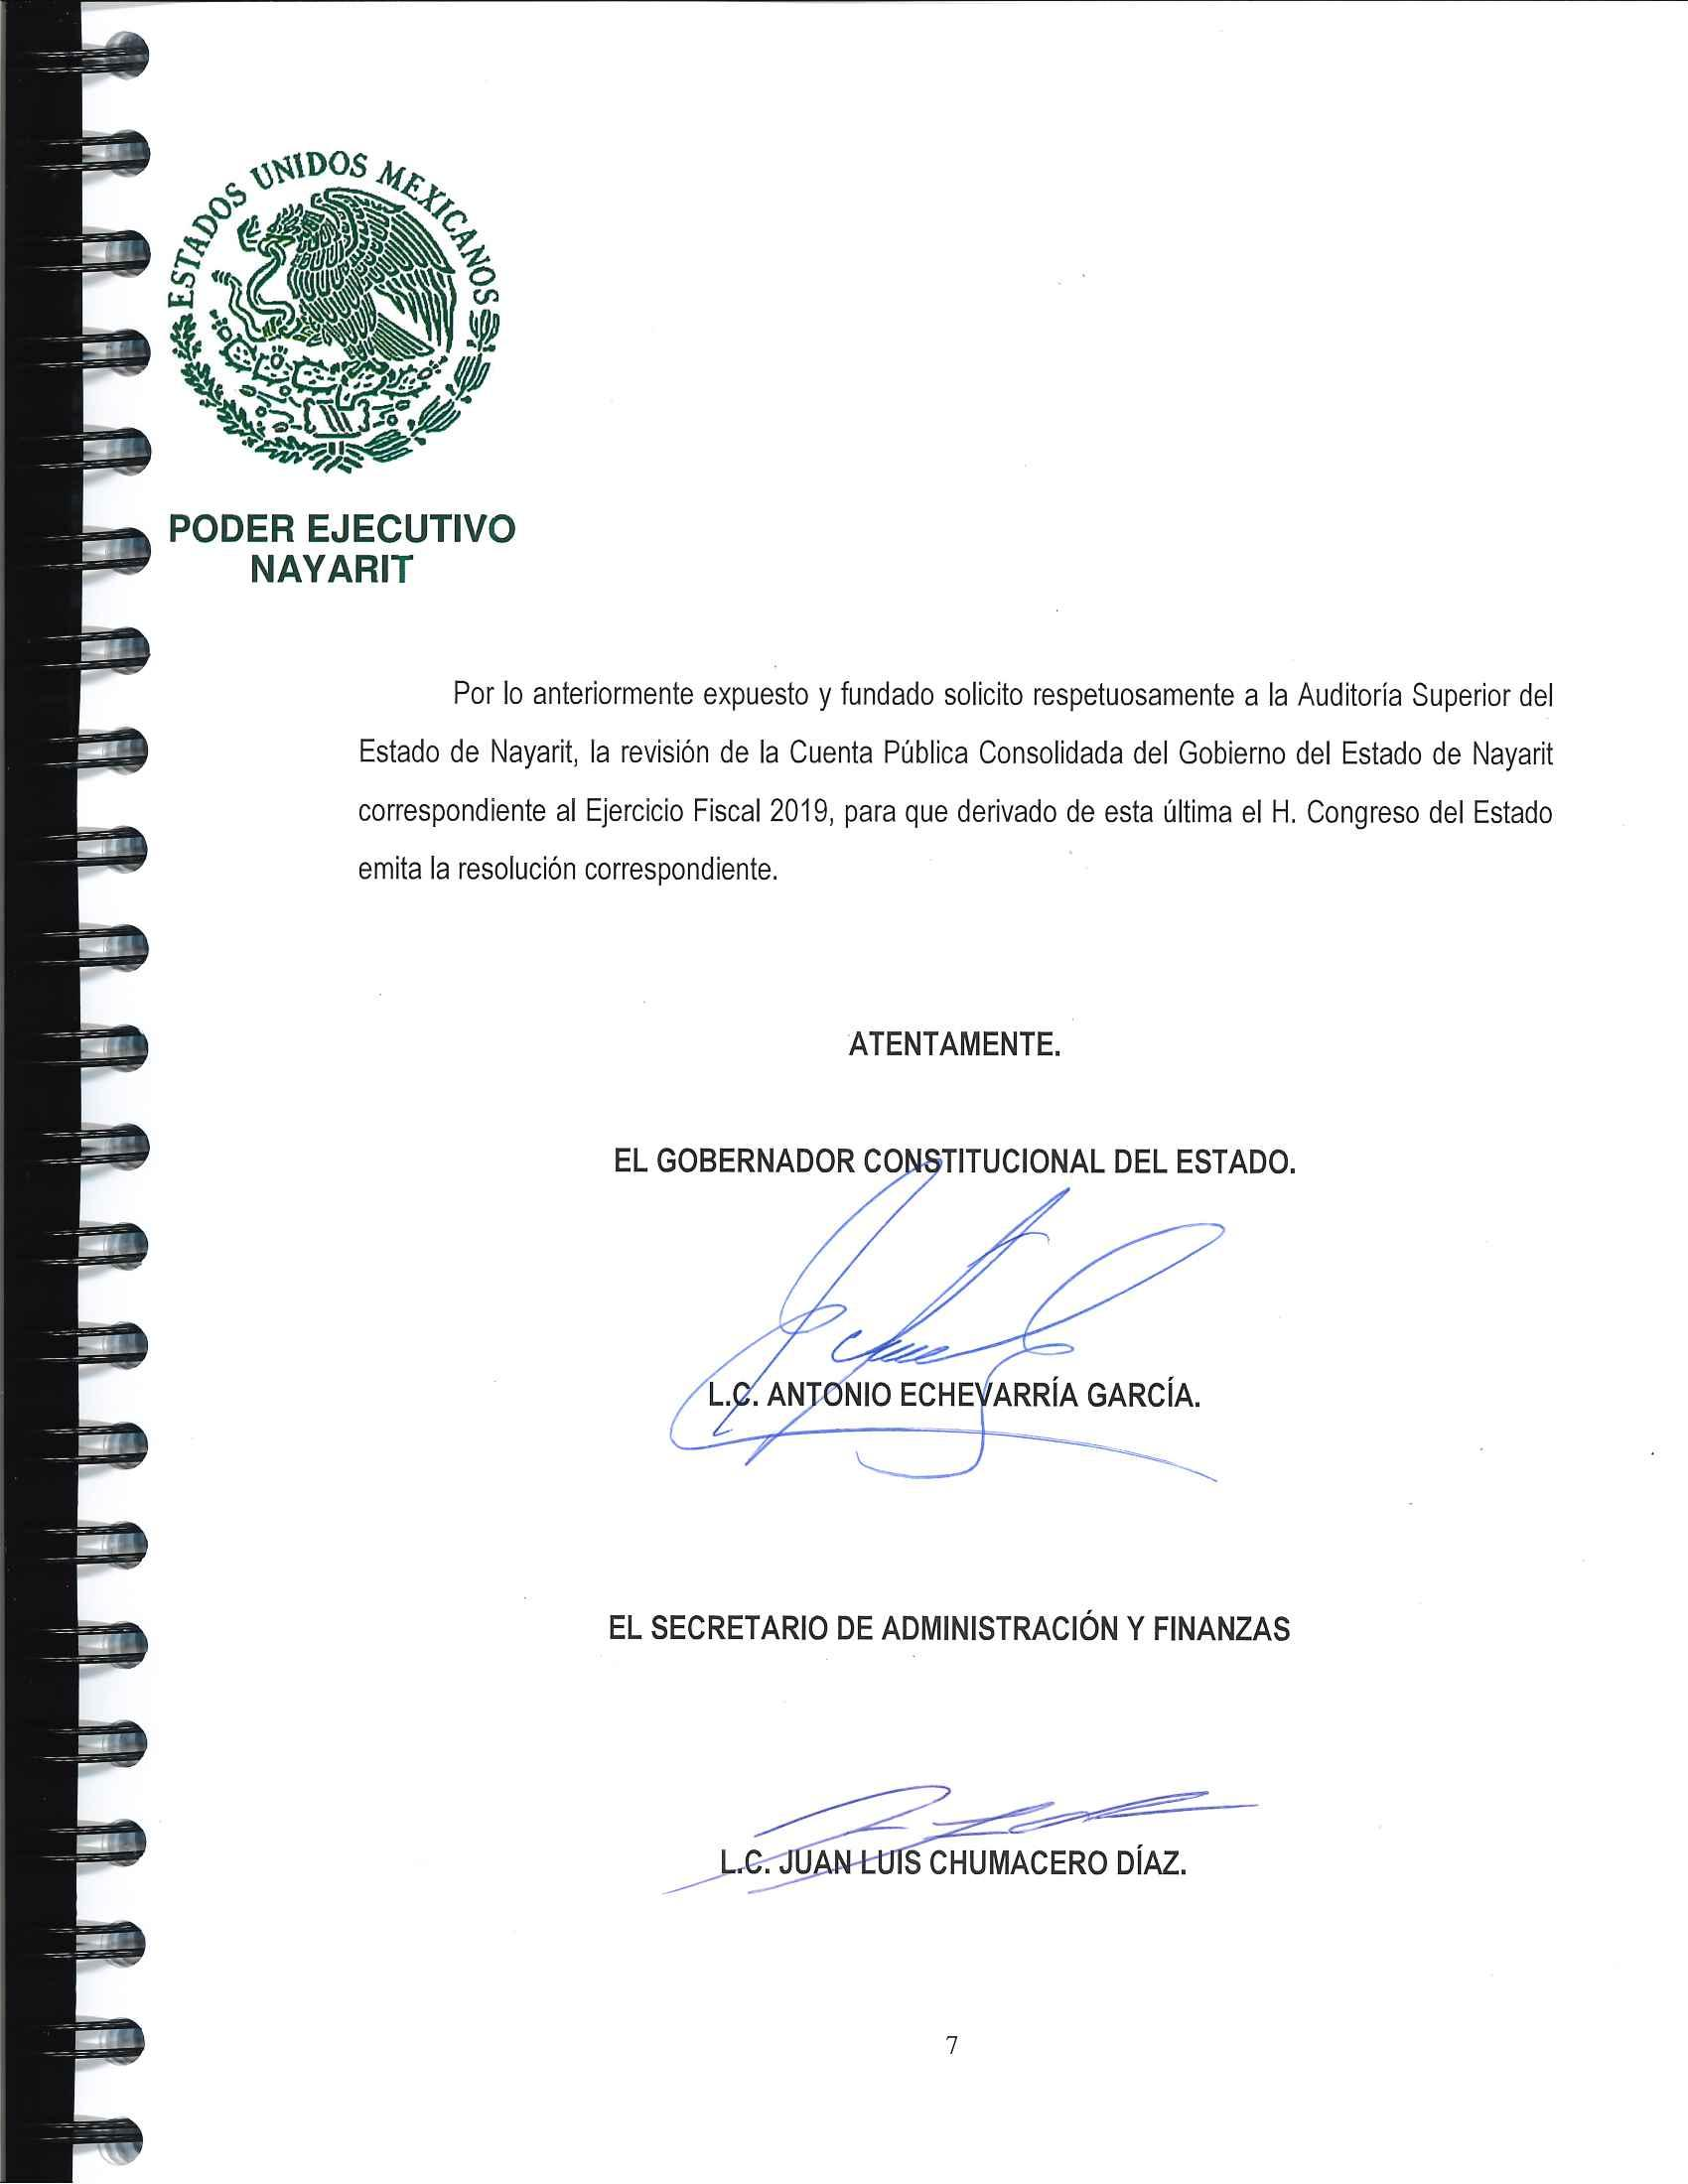 ESTADOS UNIDOS MEXICANOS
PODER EJECUTIVO
NAYARIT
Por lo anteriormente expuesto y fundado solicito respetuosamente a la Auditoría Superior del
Estado de Nayarit, la revisión de la Cuenta Pública Consolidada del Gobierno del Estado de Nayarit
correspondiente al Ejercicio Fiscal 2019, para que derivado de esta última el H. Congreso del Estado
emita la resolución correspondiente.
ATENTAMENTE.
EL GOBERNADOR CONSTITUCIONAL DEL ESTADO.
L.C. ANTONIO ECHEVARRÍA GARCÍA.
EL SECRETARIO DE ADMINISTRACIÓN Y FINANZAS
L.C. JUAN LUIS CHUMACERO DÍAZ.
7